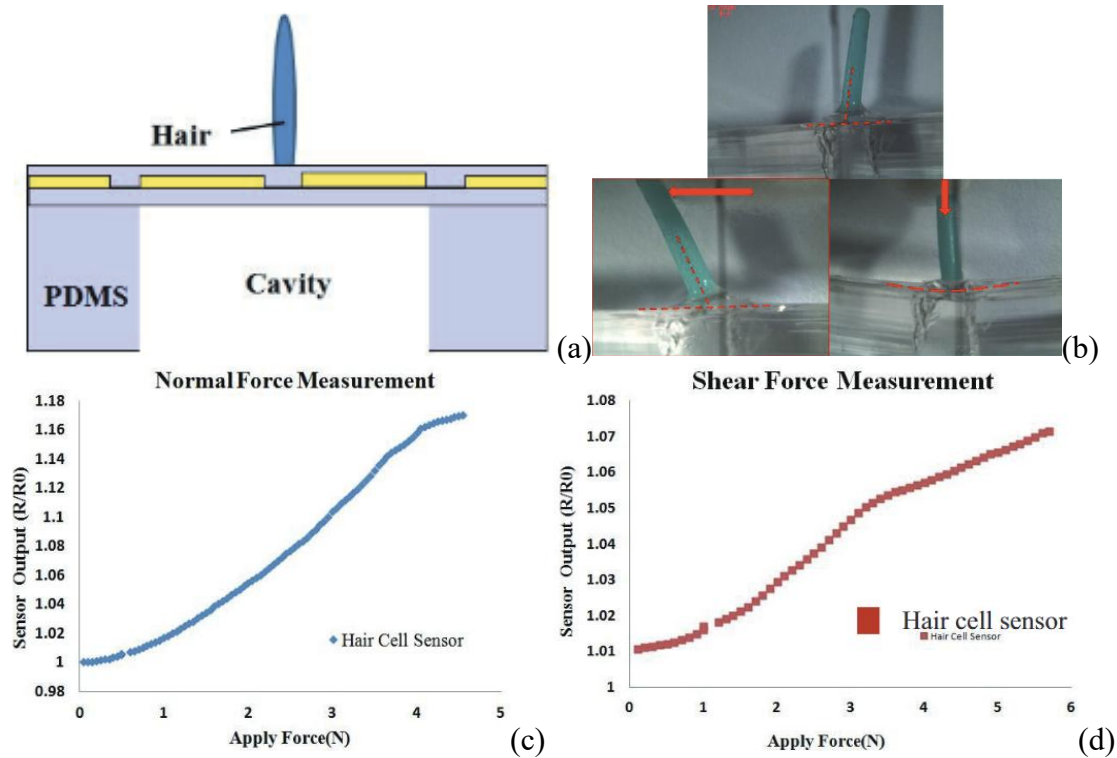 Hair
PDMS
Cavity
(a)
(b)
Normal Force Measurement
1.18
1.16
1.14
1.12
1.1
1.08
1.06
1.04
1.02
1
0.98
Sensor Output (R/R0)
0
1
2
3
4
5
Apply Force(N)
Hair Cell Sensor
(c)
Shear Force Measurement
1.08
1.07
1.06
1.05
1.04
1.03
1.02
1.01
1
Sensor Output (R/R0)
0
1
2
3
4
5
6
Apply Force(N)
Hair cell sensor
Hair Cell Sensor
(d)